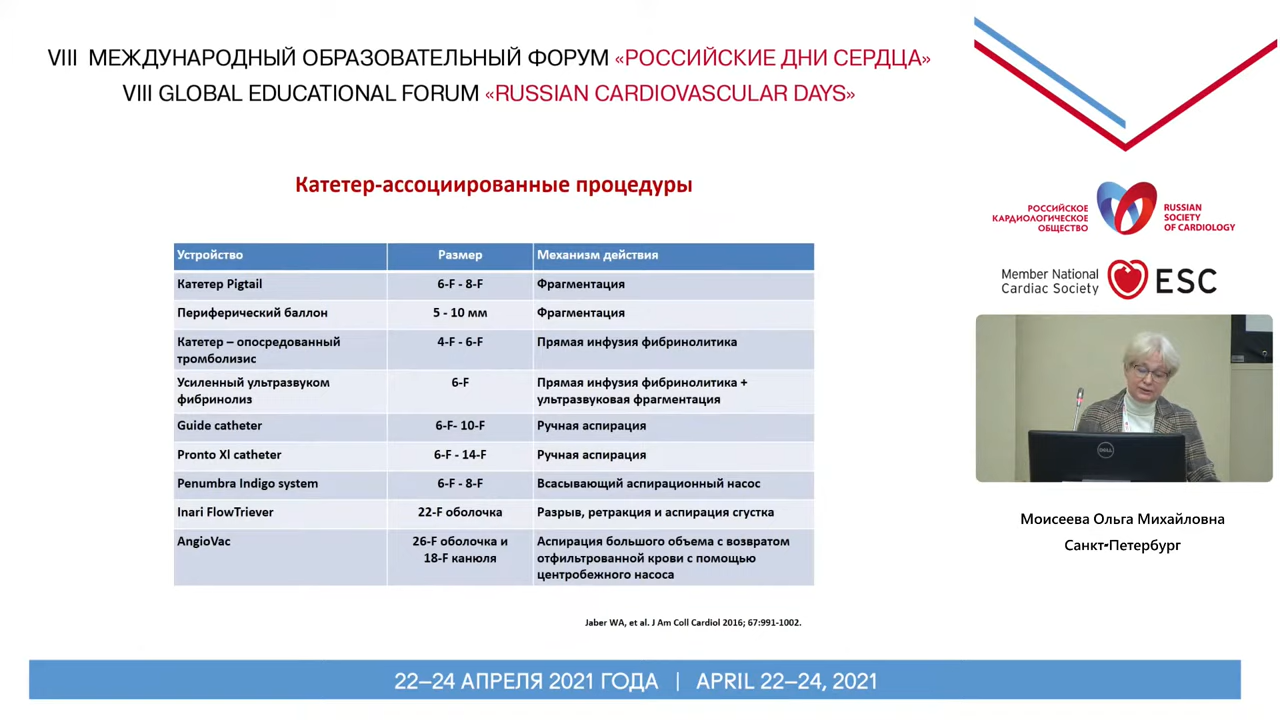 VIII МЕЖДУНАРОДНЫЙ ОБРАЗОВАТЕЛЬНЫЙ ФОРУМ «РОССИЙСКИЕ ДНИ СЕРДЦА»
VIII GLOBAL EDUCATIONAL FORUM «RUSSIAN CARDIOVASCULAR DAYS»
Катетер-ассоциированные процедуры
Устройство Размер Механизм действия
Катетер Pigtail 6-F - 8-F Фрагментация
Периферический баллон 5 - 10 мм Фрагментация
Катетер – опосредованный 4-F - 6-F Прямая инфузия фибринолитика
тромболизис
Усиленный ультразвуком 6-F Прямая инфузия фибринолитика +
фибринолиз ультразвуковая фрагментация
Guide catheter 6-F- 10-F Ручная аспирация
Pronto Xl catheter 6-F - 14-F Ручная аспирация
Penumbra Indigo system 6-F - 8-F Всасывающий аспирационный насос
Inari FlowTriever 22-F оболочка Разрыв, ретракция и аспирация сгустка
AngioVac 26-F оболочка и Аспирация большого объема с возвратом
18-F канюля отфильтрованной крови с помощью
центробежного насоса
Jaber WA, et al. J Am Coll Cardiol 2016; 67:991-1002.
РОССИЙСКОЕ
КАРДИОЛОГИЧЕСКОЕ
ОБЩЕСТВО
RUSSIAN
SOCIETY
OF CARDIOLOGY
Member National
Cardiac Society
ESC
DELL
Моисеева Ольга Михайловна
Санкт-Петербург
22–24 АПРЕЛЯ 2021 ГОДА | APRIL 22–24, 2021